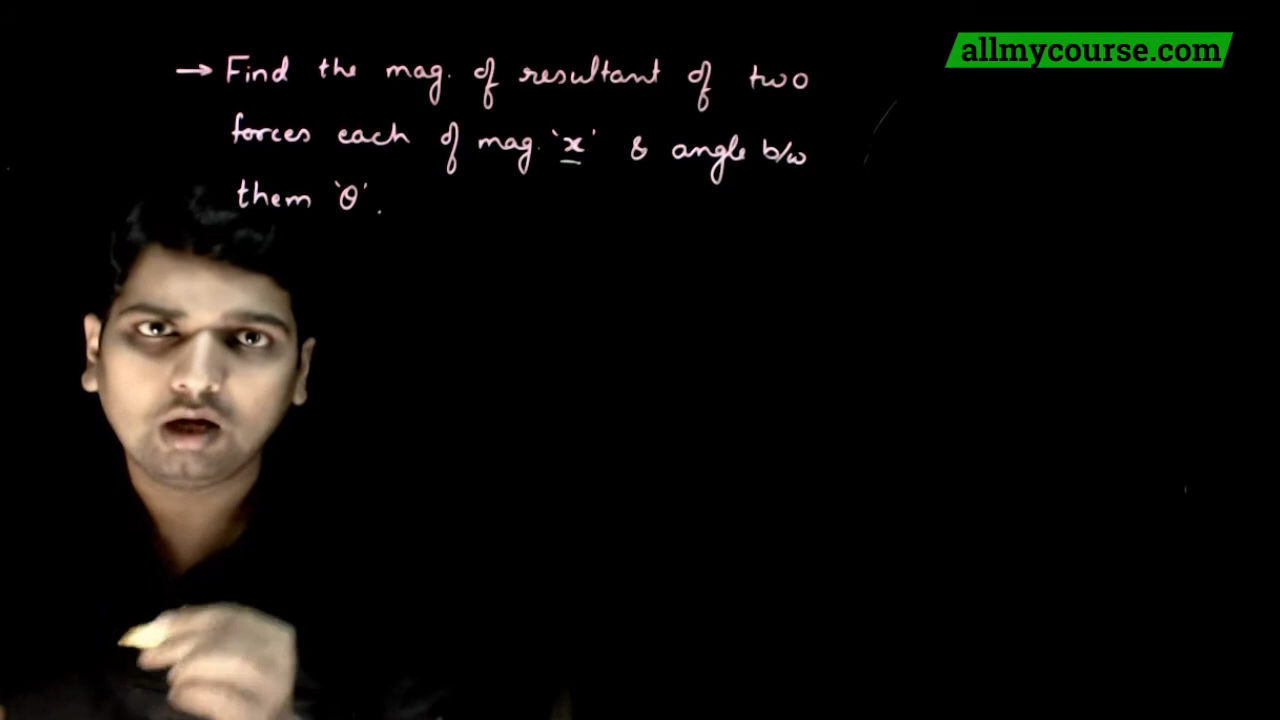 allmycourse.com
→ Find the mag. of resultant of two
forces each of mag. 'x' & angle b/w
them 'θ'.